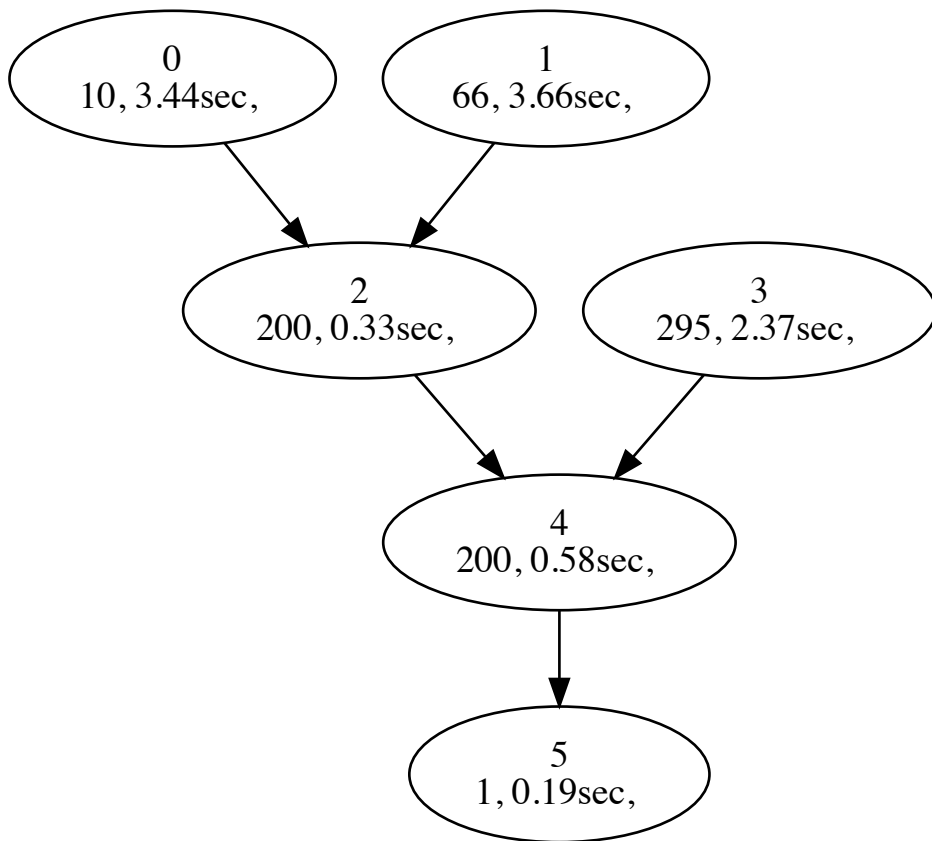 0
10, 3.44sec,
1
66, 3.66sec,
2
200, 0.33sec,
3
295, 2.37sec,
4
200, 0.58sec,
5
1, 0.19sec,